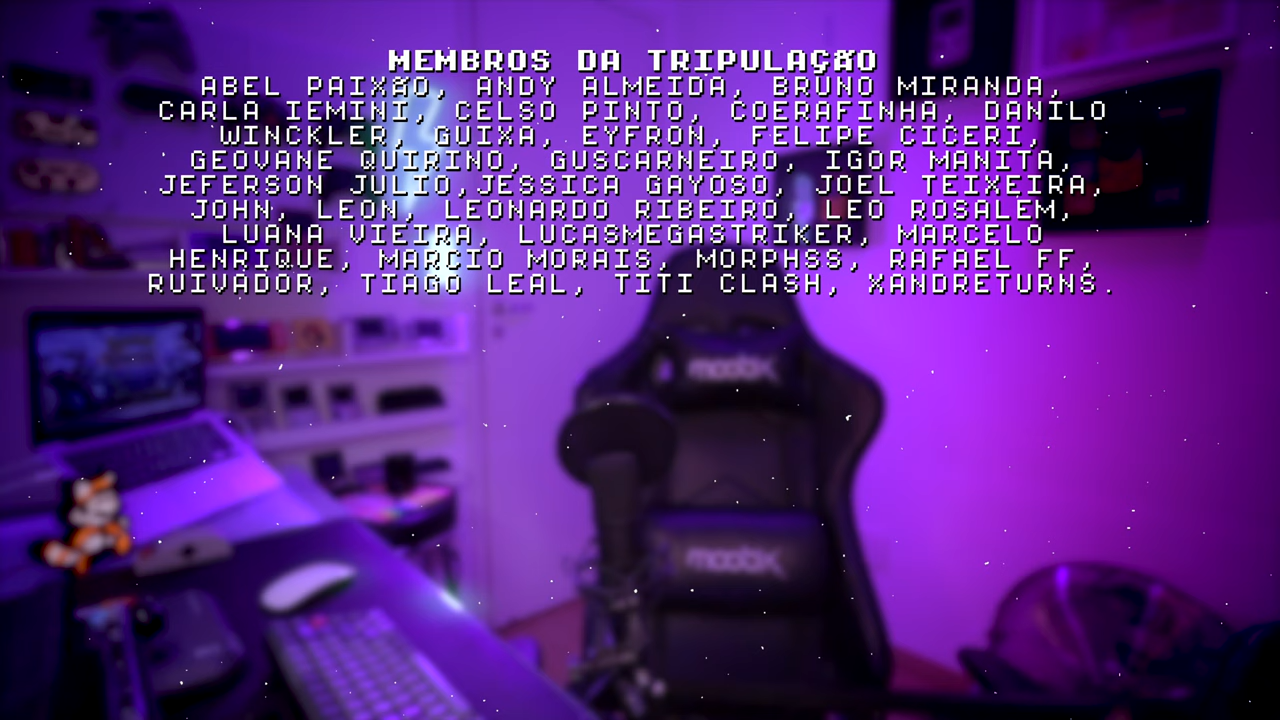 MEMBROS DA TRIPULAÇÃO
ABEL PAIXÃO, ANDY ALMEIDA, BRUNO MIRANDA,
CARLA IEMINI, CELSO PINTO, COERAFINHA, DANILO
WINCKLER, GUIXA, EYFRON, FELIPE CICERI,
GEOVANE QUIRINO, GUSCARNEIRO, IGOR MANITA,
JEFERSON JULIO,JESSICA GAYOSO, JOEL TEIXEIRA,
JOHN, LEON, LEONARDO RIBEIRO, LEO ROSALEM,
LUANA VIEIRA, LUCASMEGASTRIKER, MARCELO
HENRIQUE, MARCIO MORAIS, MORPHSS, RAFAEL FF,
RUIVADOR, TIAGO LEAL, TITI CLASH, XANDRETURNS.